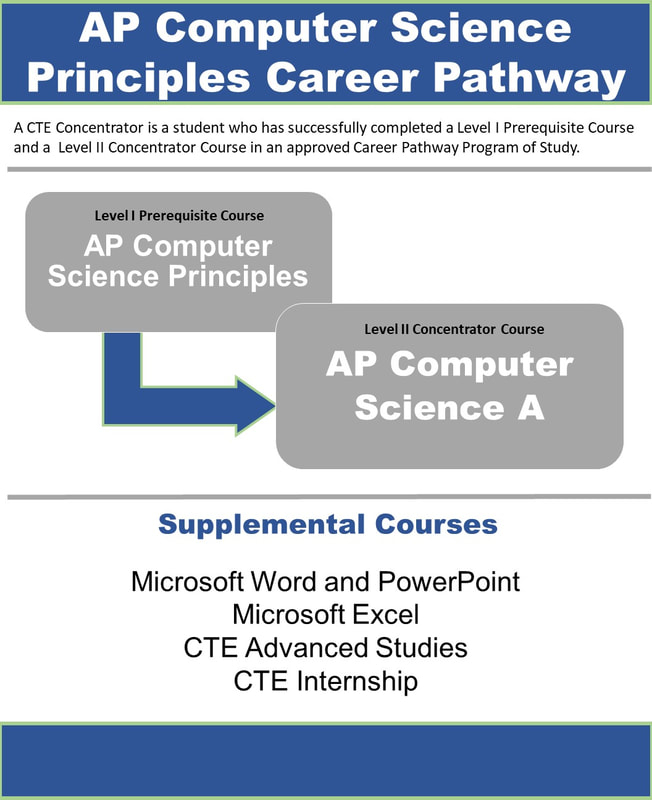 AP Computer Science
Principles Career Pathway
A CTE Concentrator is a student who has successfully completed a Level I Prerequisite Course
and a Level II Concentrator Course in an approved Career Pathway Program of Study.
Level I Prerequisite Course
AP Computer
Science Principles
Level II Concentrator Course
AP Computer
Science A
Supplemental Courses
Microsoft Word and PowerPoint
Microsoft Excel
CTE Advanced Studies
CTE Internship